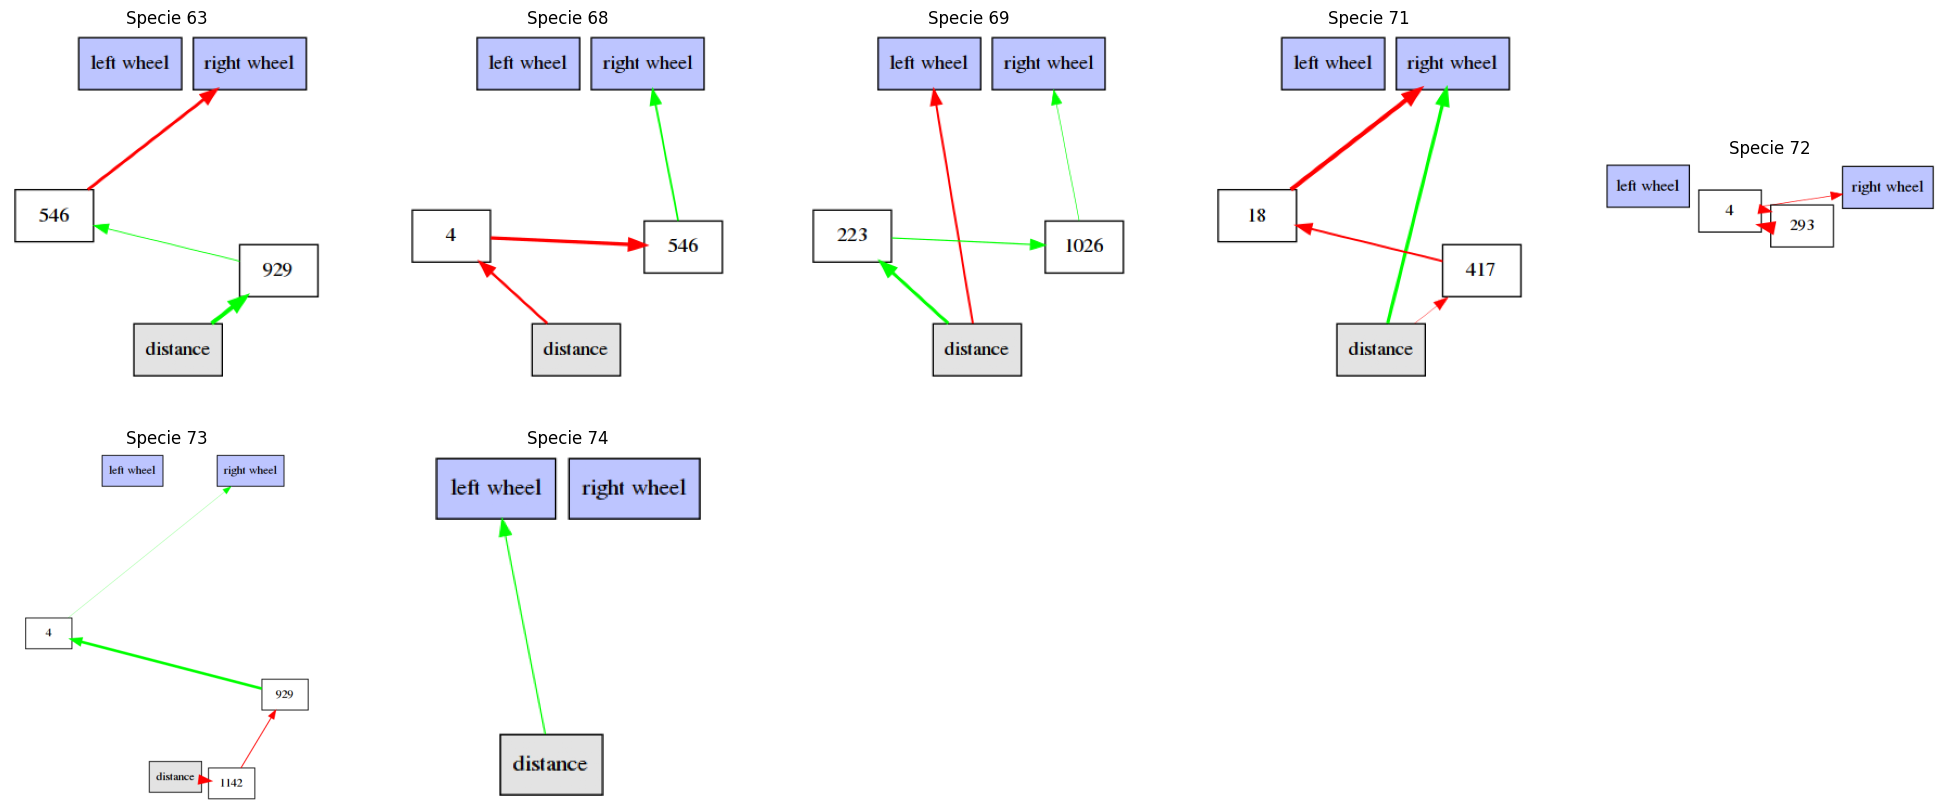 Specie 63
left wheel right wheel
546
929
distance
Specie 68
left wheel right wheel
4
546
distance
Specie 69
left wheel right wheel
223
1026
distance
Specie 71
left wheel right wheel
18
417
distance
Specie 72
left wheel right wheel
4
293
Specie 73
left wheel right wheel
4
929
distance
1142
Specie 74
left wheel right wheel
distance